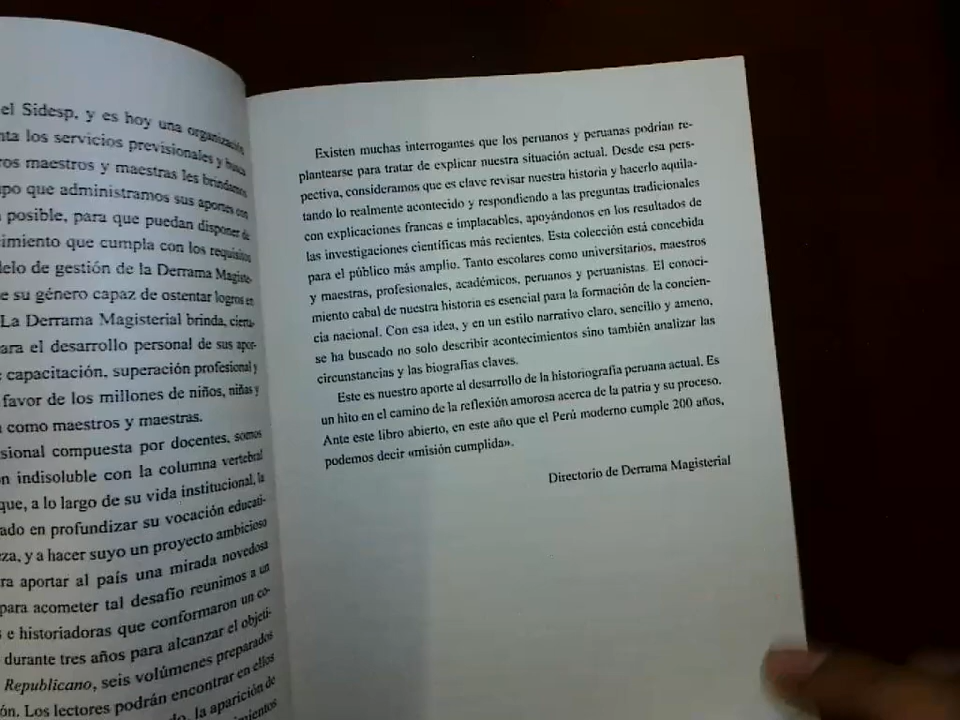 el Sidesp, y es hoy una organización
nta los servicios previsionales y busca
ros maestros y maestras les brindamos
upo que administramos sus aportes con
posible, para que puedan disponer de
cimiento que cumpla con los requisitos
delo de gestión de la Derrama Magiste-
e su género capaz de ostentar logros en
La Derrama Magisterial brinda, cierta-
ara el desarrollo personal de sus apor-
capacitación, superación profesional y
favor de los millones de niños, niñas y
como maestros y maestras.
sional compuesta por docentes, somos
n indisoluble con la columna vertebral
que, a lo largo de su vida institucional, la
ado en profundizar su vocación educati-
eza, y a hacer suyo un proyecto ambicioso
ra aportar al país una mirada novedosa
para acometer tal desafío reunimos a un
s e historiadoras que conformaron un co-
durante tres años para alcanzar el objeti-
Republicano, seis volúmenes preparados
ón. Los lectores podrán encontrar en ellos
do, la aparición de
cimientos
Existen muchas interrogantes que los peruanos y peruanas podrían re-
plantearse para tratar de explicar nuestra situación actual. Desde esa pers-
pectiva, consideramos que es clave revisar nuestra historia y hacerlo aquila-
tando lo realmente acontecido y respondiendo a las preguntas tradicionales
con explicaciones francas e implacables, apoyándonos en los resultados de
las investigaciones científicas más recientes. Esta colección está concebida
para el público más amplio. Tanto escolares como universitarios, maestros
y maestras, profesionales, académicos, peruanos y peruanistas. El conoci-
miento cabal de nuestra historia es esencial para la formación de la concien-
cia nacional. Con esa idea, y en un estilo narrativo claro, sencillo y ameno,
se ha buscado no solo describir acontecimientos sino también analizar las
circunstancias y las biografías claves.
Este es nuestro aporte al desarrollo de la historiografía peruana actual. Es
un hito en el camino de la reflexión amorosa acerca de la patria y su proceso.
Ante este libro abierto, en este año que el Perú moderno cumple 200 años,
podemos decir «misión cumplida».
Directorio de Derrama Magisterial